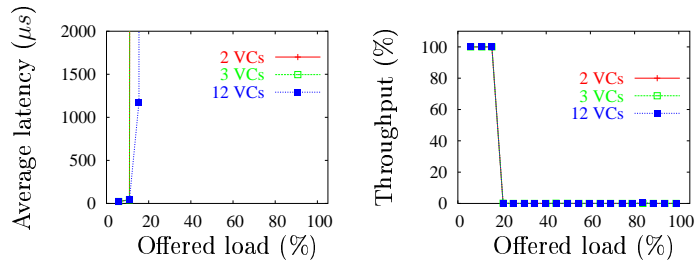 Average latency (μs)
2000
1500
1000
500
0
0 20 40 60 80 100
Offered load (%)
2 VCs
3 VCs
12 VCs
Throughput (%)
100
80
60
40
20
0
0 20 40 60 80 100
Offered load (%)
2 VCs
3 VCs
12 VCs